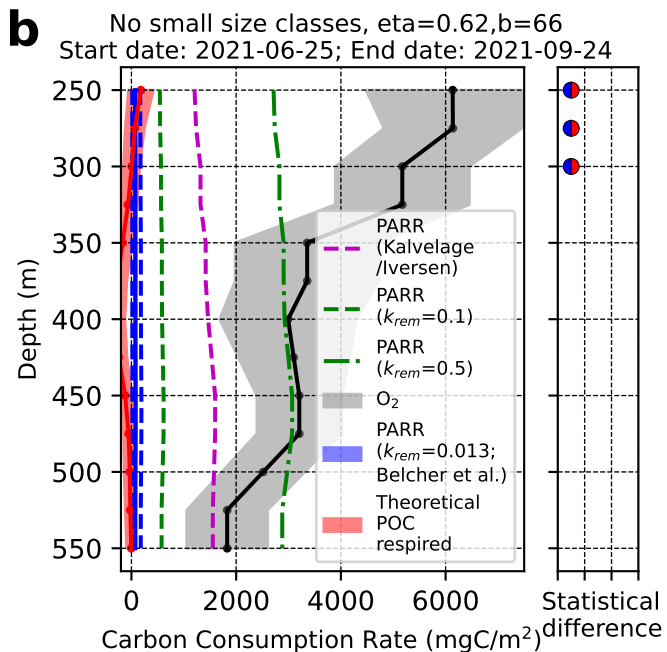 b
No small size classes, eta=0.62,b=66
Start date: 2021-06-25; End date: 2021-09-24
250
300
350
400
450
500
550
Depth (m)
PARR
(Kalvelage
/Iversen)
PARR
(k_rem=0.1)
PARR
(k_rem=0.5)
O₂
PARR
(k_rem=0.013;
Belcher et al.)
Theoretical
POC
respired
0 2000 4000 6000
Carbon Consumption Rate (mgC/m²)
Statistical
difference